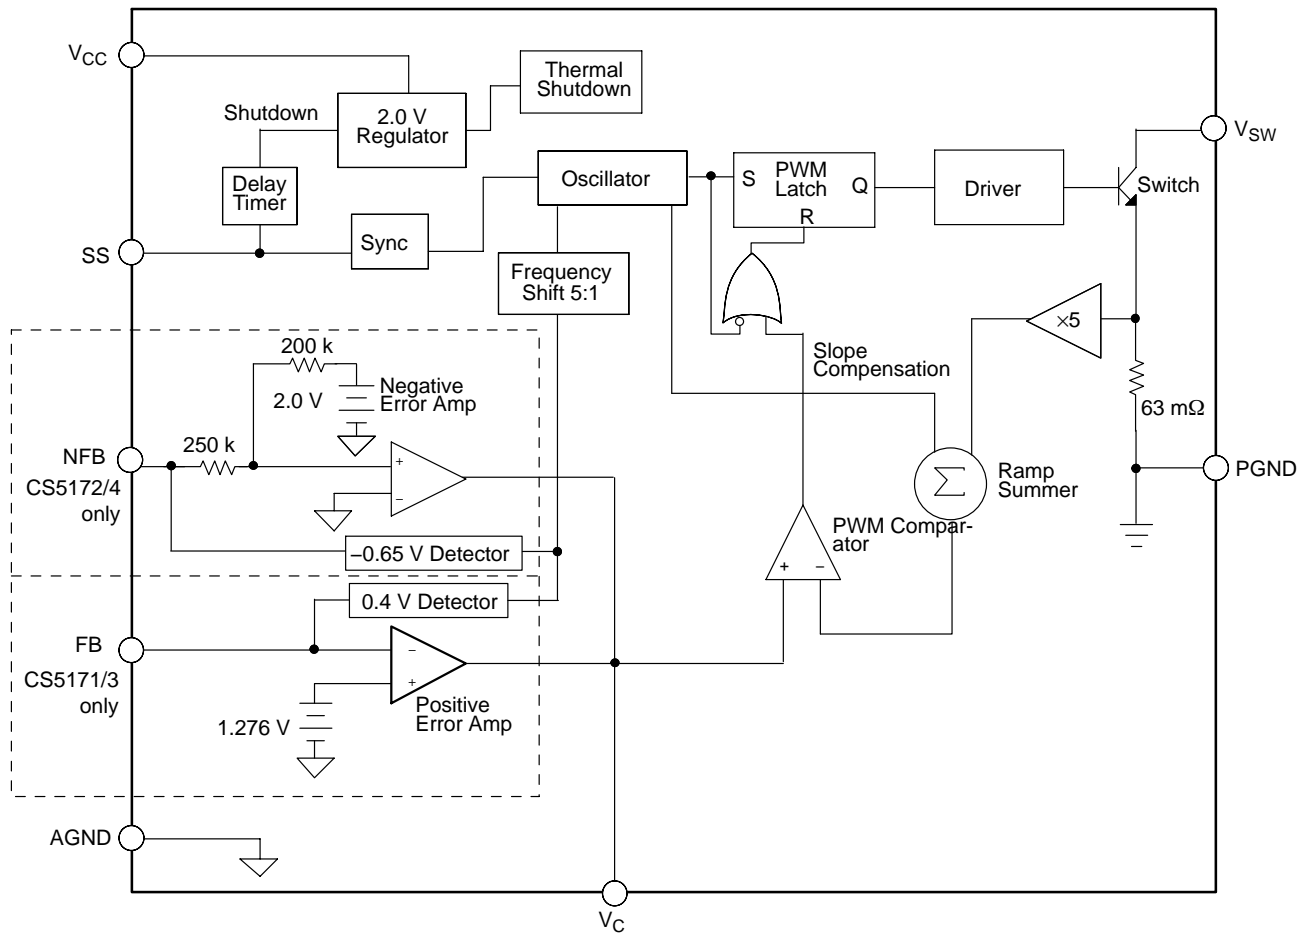 VCC
Thermal
Shutdown
Shutdown
2.0 V
Regulator
VSW
Delay
Timer
Oscillator
S
PWM
Latch
Q
R
Driver
Switch
SS
Sync
Frequency
Shift 5:1
×5
200 k
2.0 V
Negative
Error Amp
Slope
Compensation
63 mΩ
NFB
CS5172/4
only
250 k
+
−
Σ
Ramp
Summer
PGND
−0.65 V Detector
PWM Compar-
ator
+
−
0.4 V Detector
FB
CS5171/3
only
−
+
1.276 V
Positive
Error Amp
AGND
VC